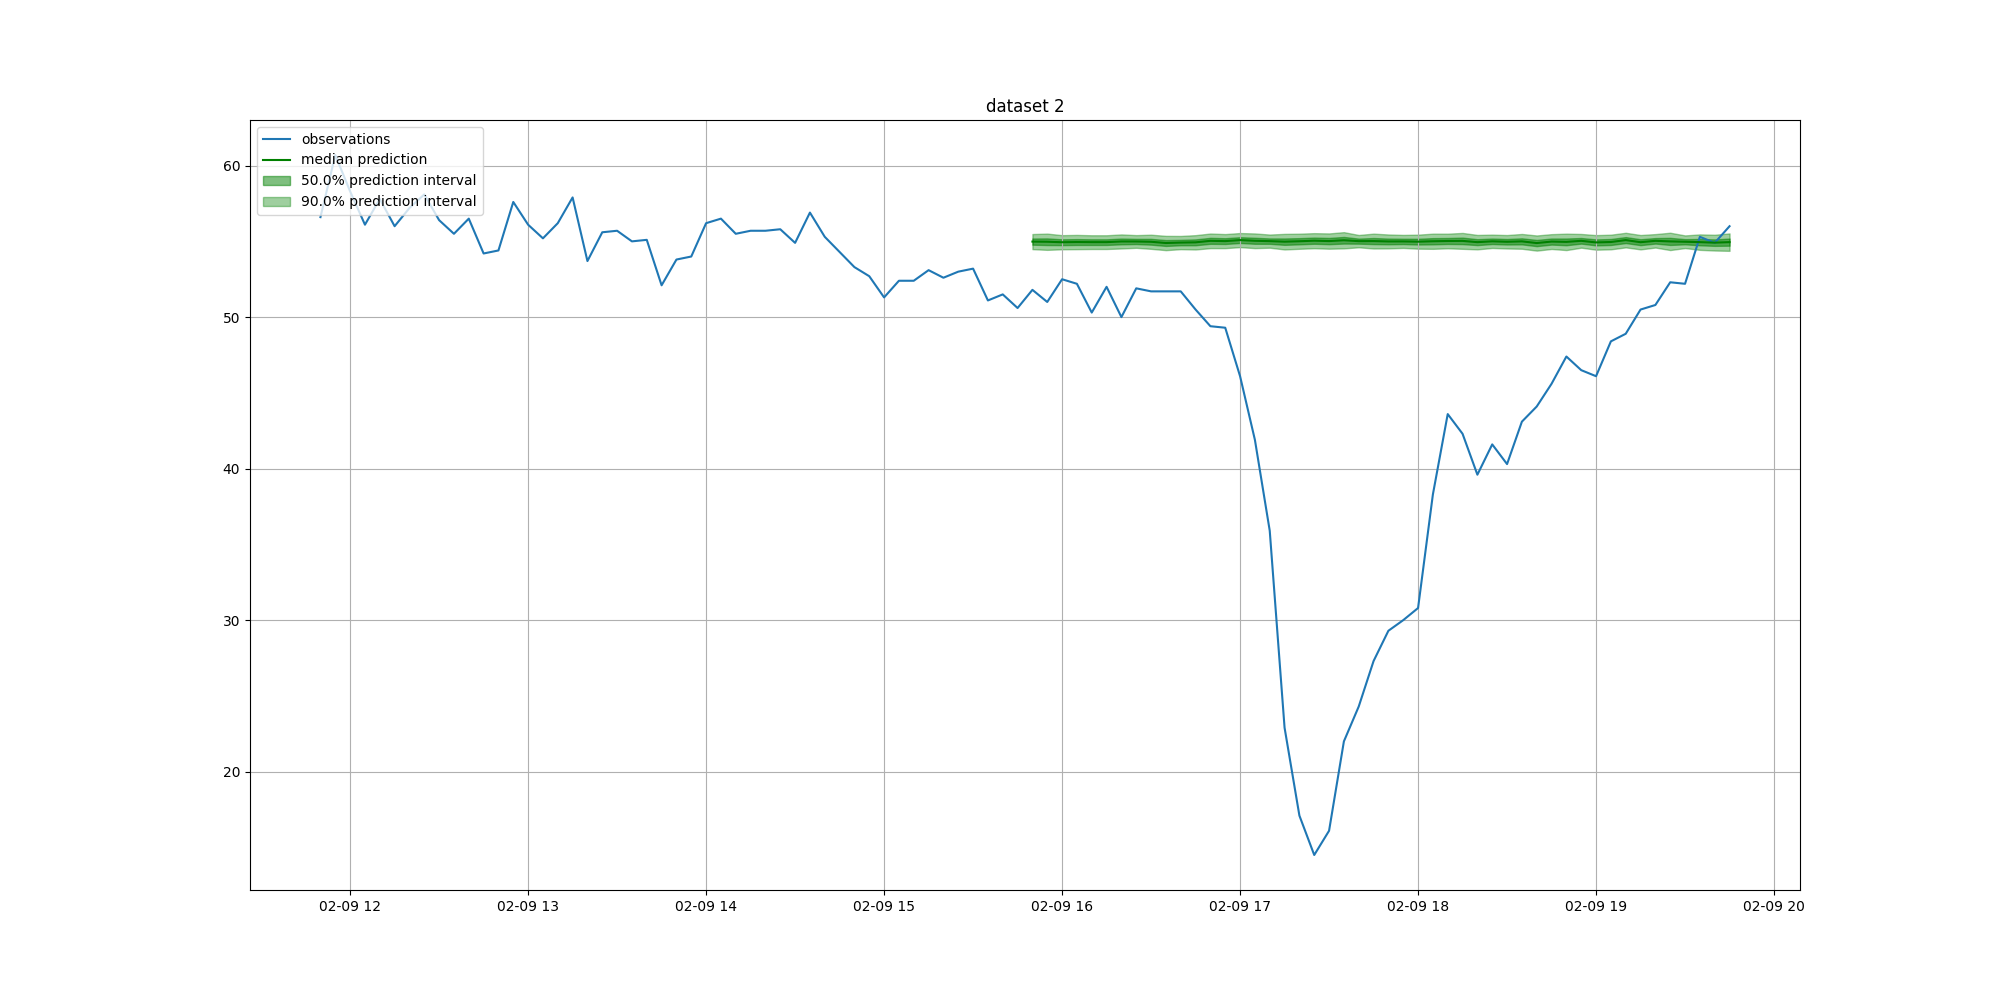 dataset 2
observations
median prediction
50.0% prediction interval
90.0% prediction interval
60
50
40
30
20
02-09 12 02-09 13 02-09 14 02-09 15 02-09 16 02-09 17 02-09 18 02-09 19 02-09 20